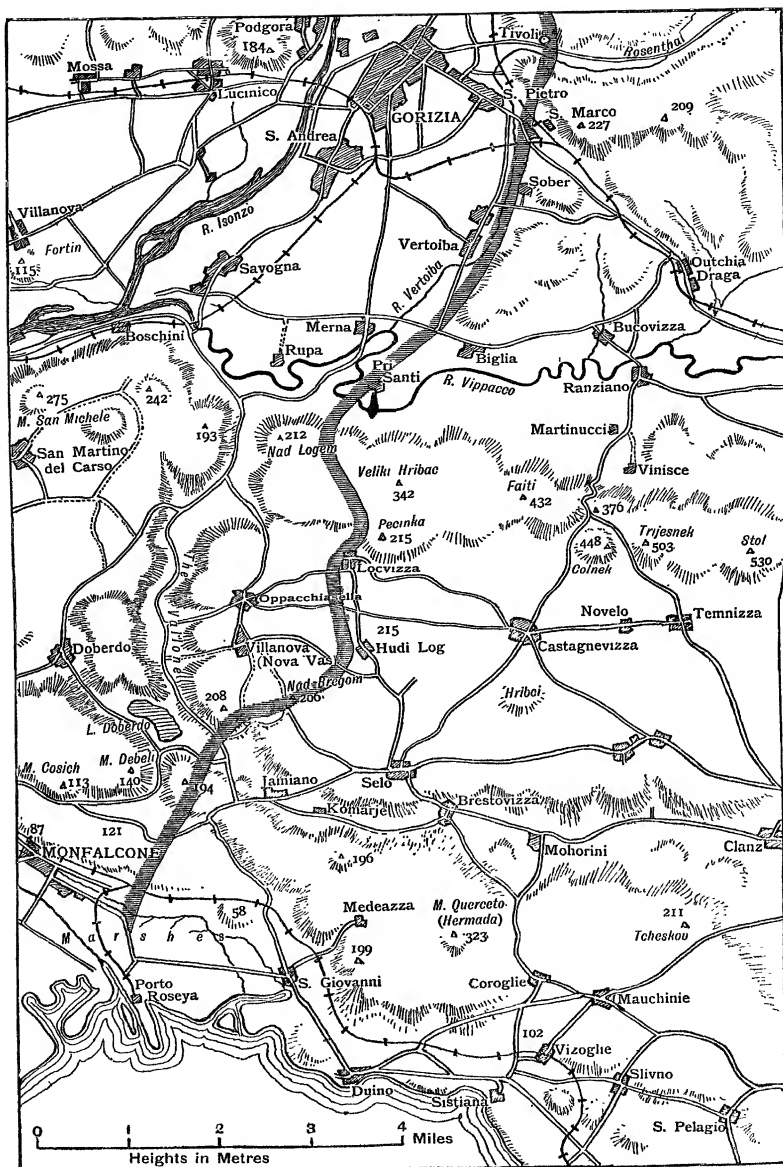 Podgora
184
Tivoli
Rosenthal
Mossa
Lucinico
S. Pietro
GORIZIA
S. Marco
227
209
S. Andrea
Sober
Villanova
R. Isonzo
Fortin
115
Vertoiba
Savogna
R. Vertoiba
Outchia
Draga
Boschini
Merna
Rupa
Biglia
Bucovizza
Pri
Santi
R. Vippacco
Ranziano
275
242
M. San Michele
193
212
Nad Logem
Martinucci
San Martino
del Carso
Vinisce
Veliki Hribac
342
Faiti
432
376
Pecinka
215
448
Colnek
Trijesnek
503
Stol
530
Locvizza
The Vallone
Oppacchiasella
Novelo
Temnizza
Doberdo
Villanova
(Nova Vas)
215
Hudi Log
Castagnevizza
208
Nad Bregom
206
Hribci
L. Doberdo
M. Cosich
113
M. Debeli
140
194
Jamiano
Selo
Komarje
Brestovizza
121
87
MONFALCONE
Mohorini
Clanz
196
58
Medeazza
M. Querceto
(Hermada)
323
211
Tcheskou
Marshes
199
Porto
Roseya
S. Giovanni
Coroglie
Mauchinie
102
Vizoglie
Duino
Sistiana
Slivno
S. Pelagio
0 1 2 3 4
Miles
Heights in Metres